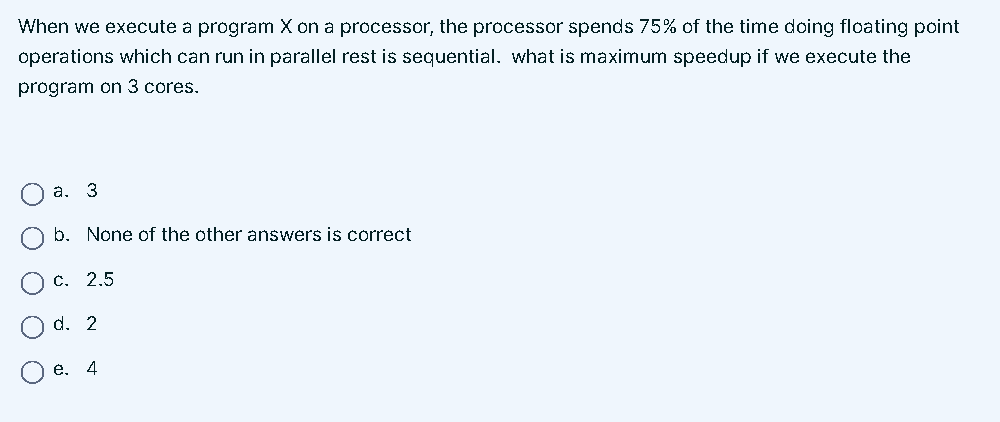 When we execute a program X on a processor, the processor spends 75% of the time doing floating point
operations which can run in parallel rest is sequential. what is maximum speedup if we execute the
program on 3 cores.
a. 3
b. None of the other answers is correct
c. 2.5
d. 2
e. 4